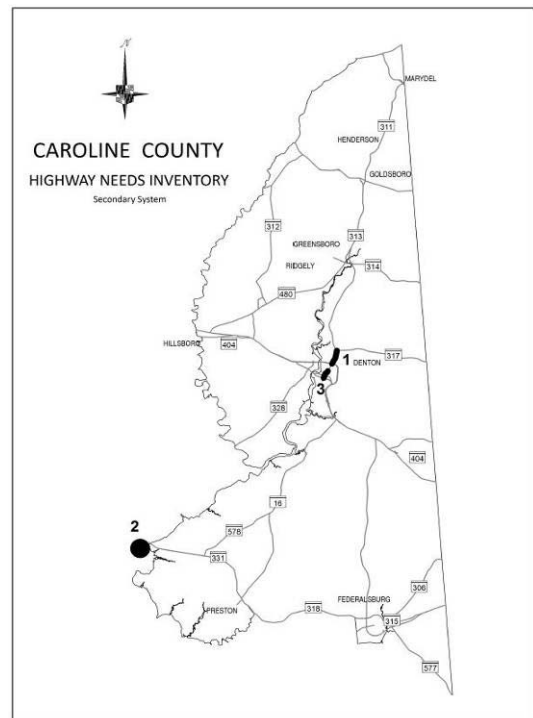 N
CAROLINE COUNTY
HIGHWAY NEEDS INVENTORY
Secondary System
MARYDEL
311
HENDERSON
GOLDSBORO
312
313
GREENSBORO
RIDGELY
314
480
HILLSBORO
404
1
317
DENTON
3
328
404
16
2
578
331
306
FEDERALSBURG
PRESTON
318
315
577